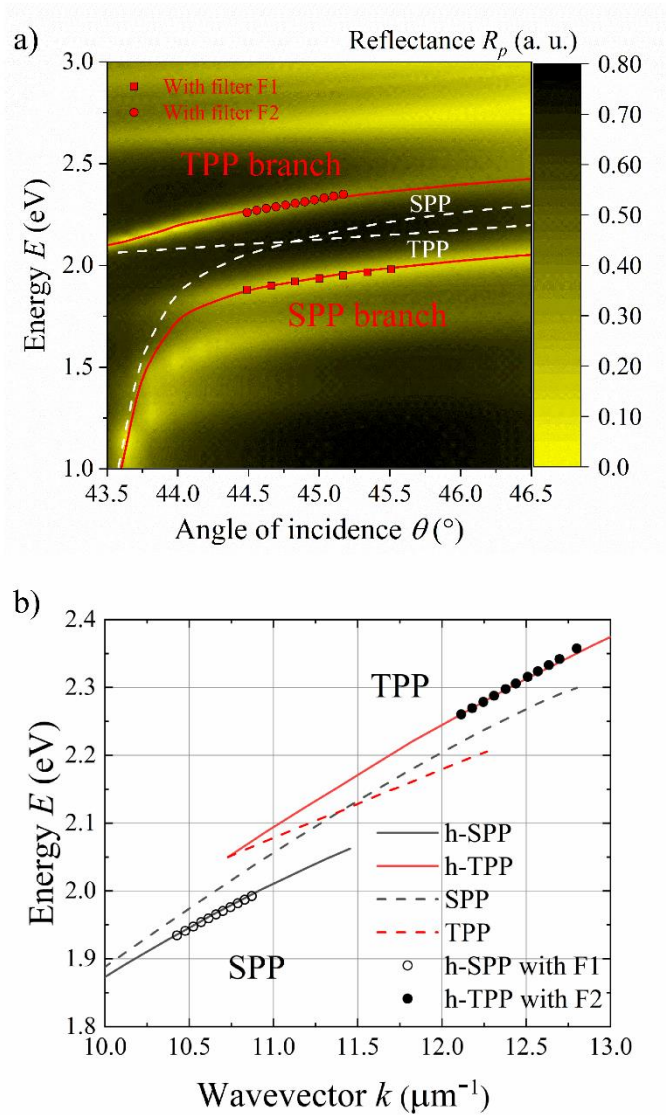 a)
Reflectance Rp (a. u.)
3.0
2.5
2.0
1.5
1.0
Energy E (eV)
With filter F1
With filter F2
TPP branch
SPP
TPP
SPP branch
0.80
0.70
0.60
0.50
0.40
0.30
0.20
0.10
0.0
43.5 44.0 44.5 45.0 45.5 46.0 46.5
Angle of incidence θ (°)
b)
2.4
2.3
2.2
2.1
2.0
1.9
1.8
Energy E (eV)
TPP
SPP
h-SPP
h-TPP
SPP
TPP
h-SPP with F1
h-TPP with F2
10.0 10.5 11.0 11.5 12.0 12.5 13.0
Wavevector k (μm⁻¹)